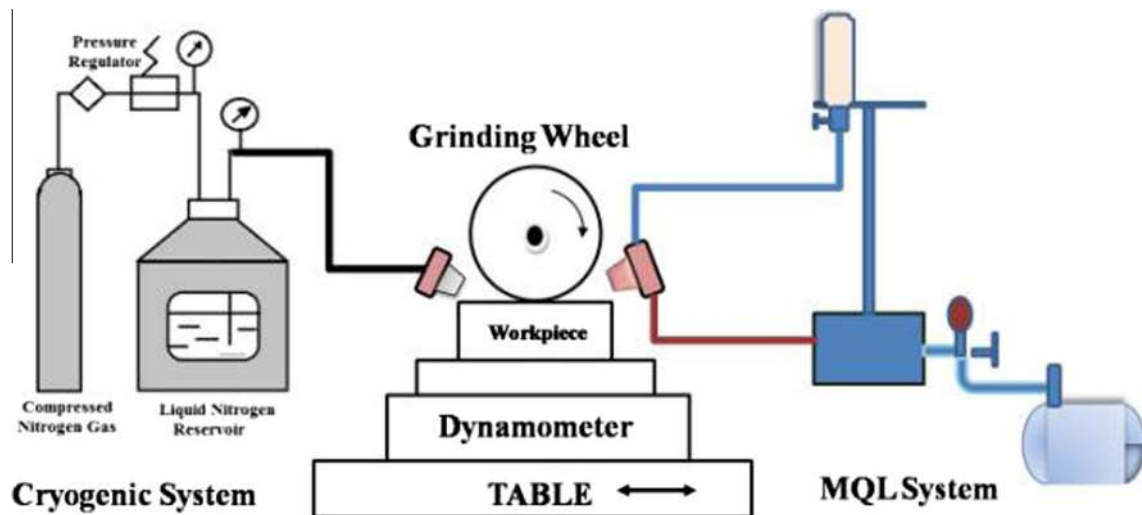 Pressure
Regulator
Grinding Wheel
Workpiece
Compressed
Nitrogen Gas
Liquid Nitrogen
Reservoir
Dynamometer
Cryogenic System
TABLE
MQL System